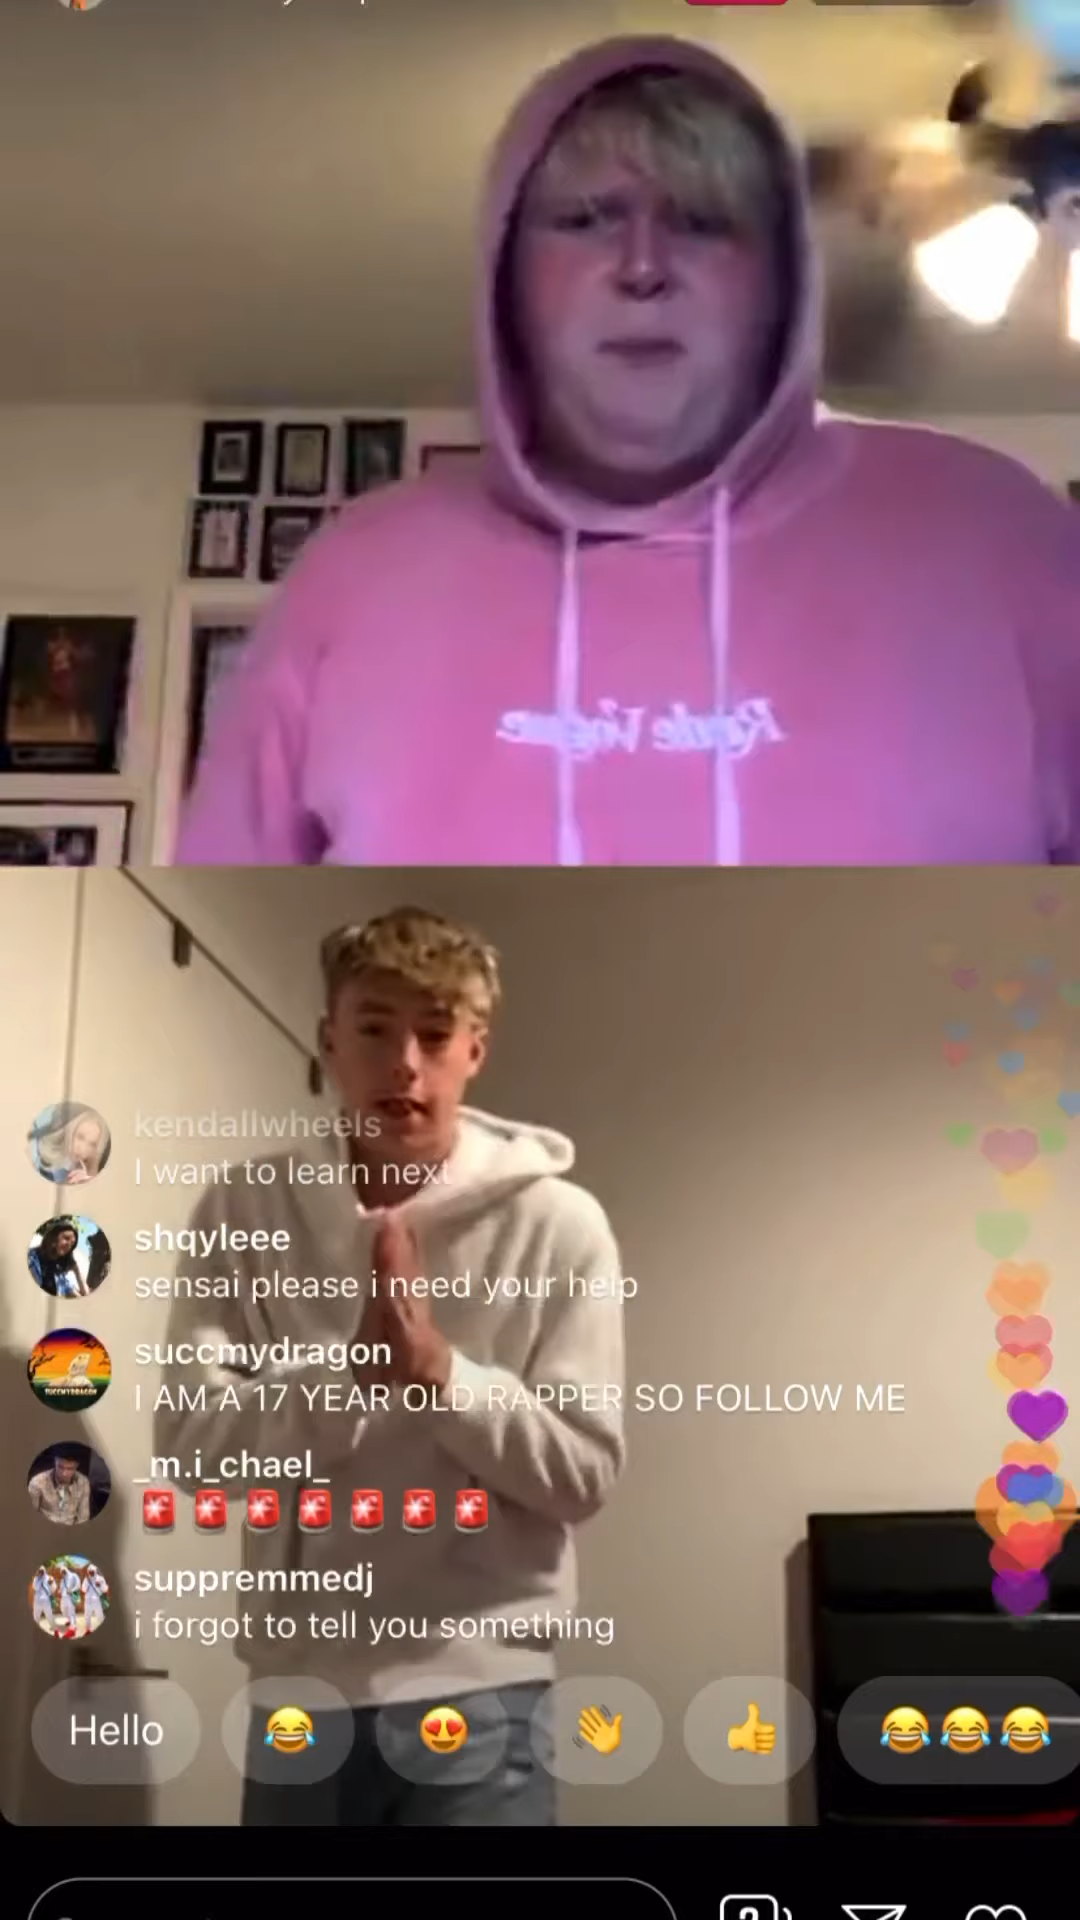 kendallwheels
I want to learn next
shqyleee
sensai please i need your help
succmydragon
I AM A 17 YEAR OLD RAPPER SO FOLLOW ME
_m.i_chael_
🚨🚨🚨🚨🚨🚨🚨
suppremmedj
i forgot to tell you something
Hello 😂 😍 👋 👍 😂😂😂